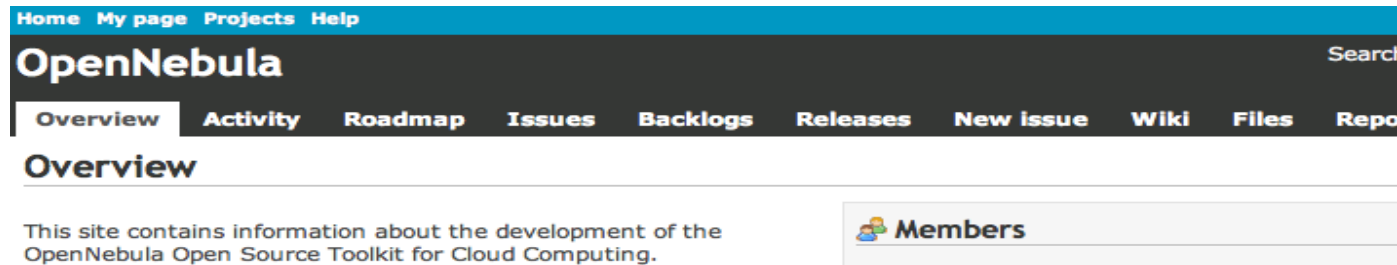 Home My page Projects Help
OpenNebula
Overview Activity Roadmap Issues Backlogs Releases New issue Wiki Files
Overview
This site contains information about the development of the
OpenNebula Open Source Toolkit for Cloud Computing.
Members